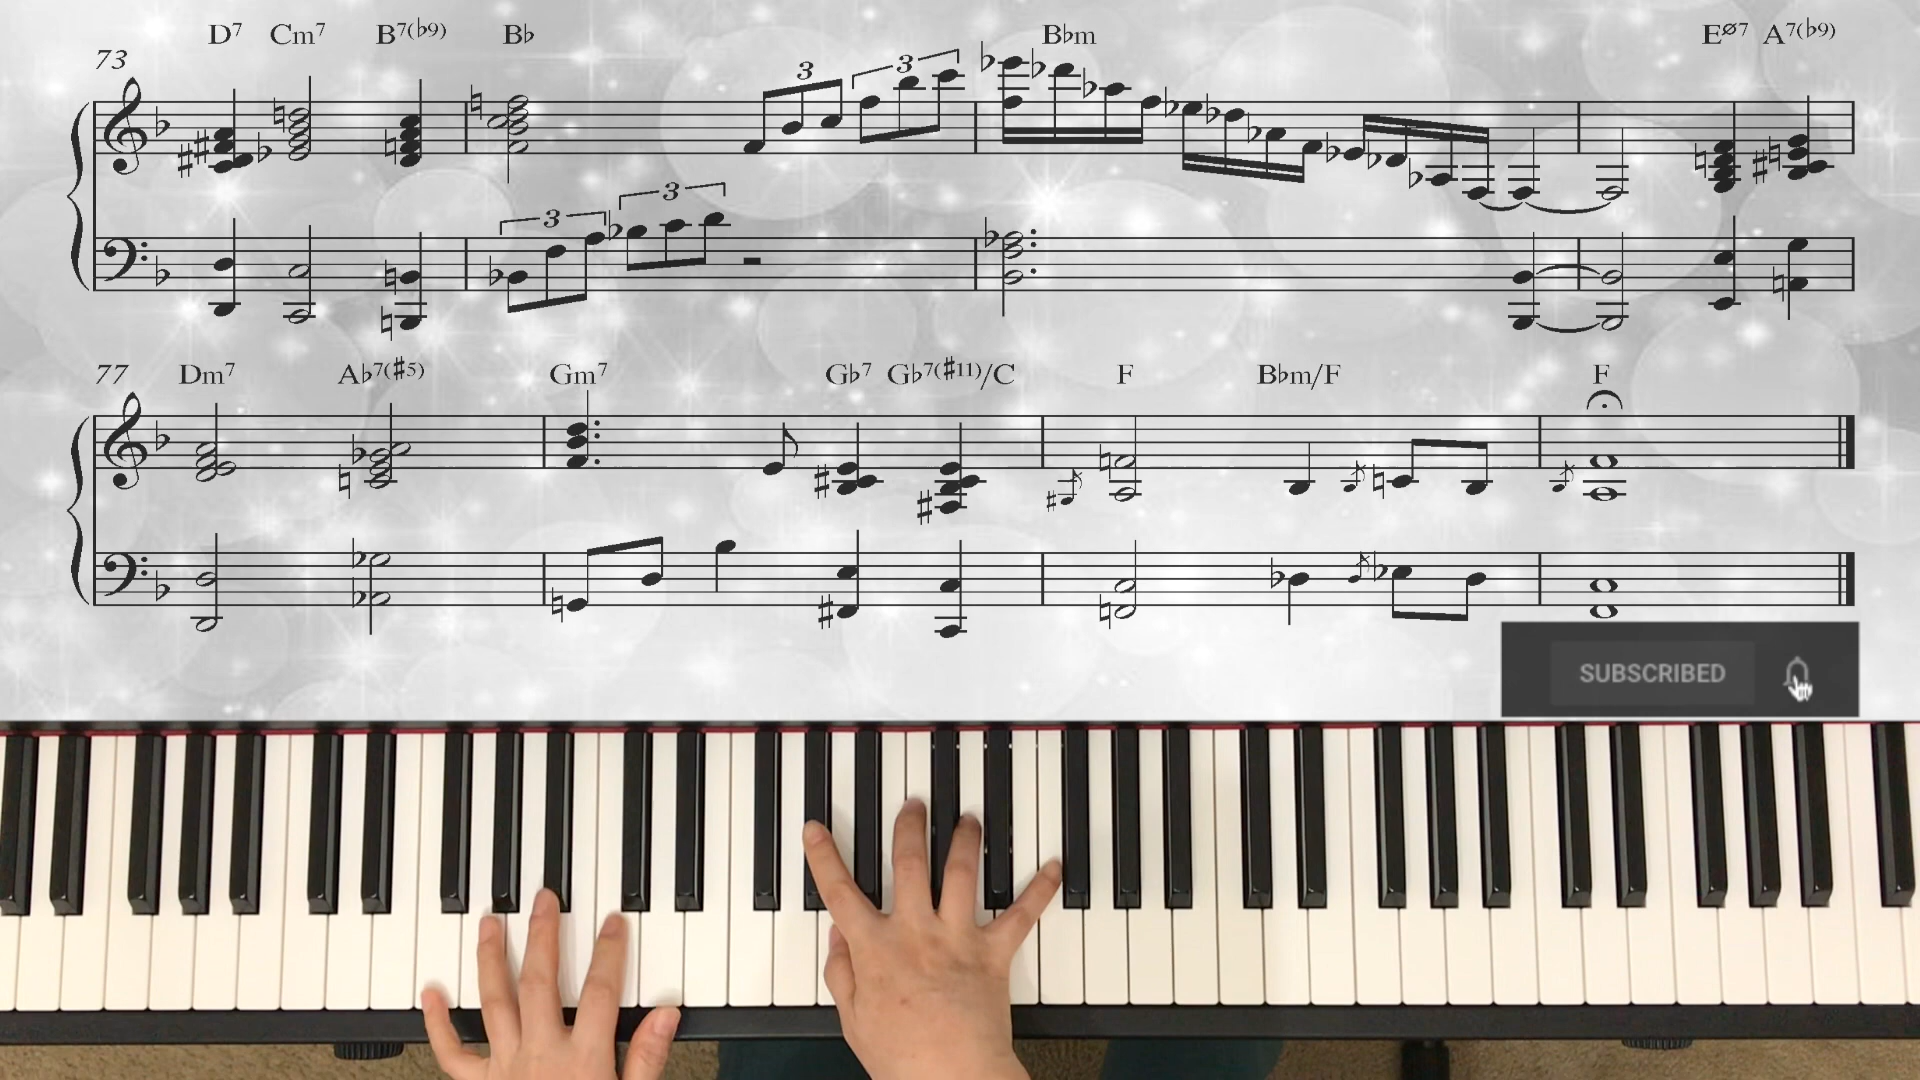 D7 Cm7 B7(♭9) B♭ B♭m Eø7 A7(♭9)
73
3 3
3 3
77 Dm7 A♭7(♯5) Gm7 G♭7 G♭7(♯11)/C F B♭m/F F
SUBSCRIBED